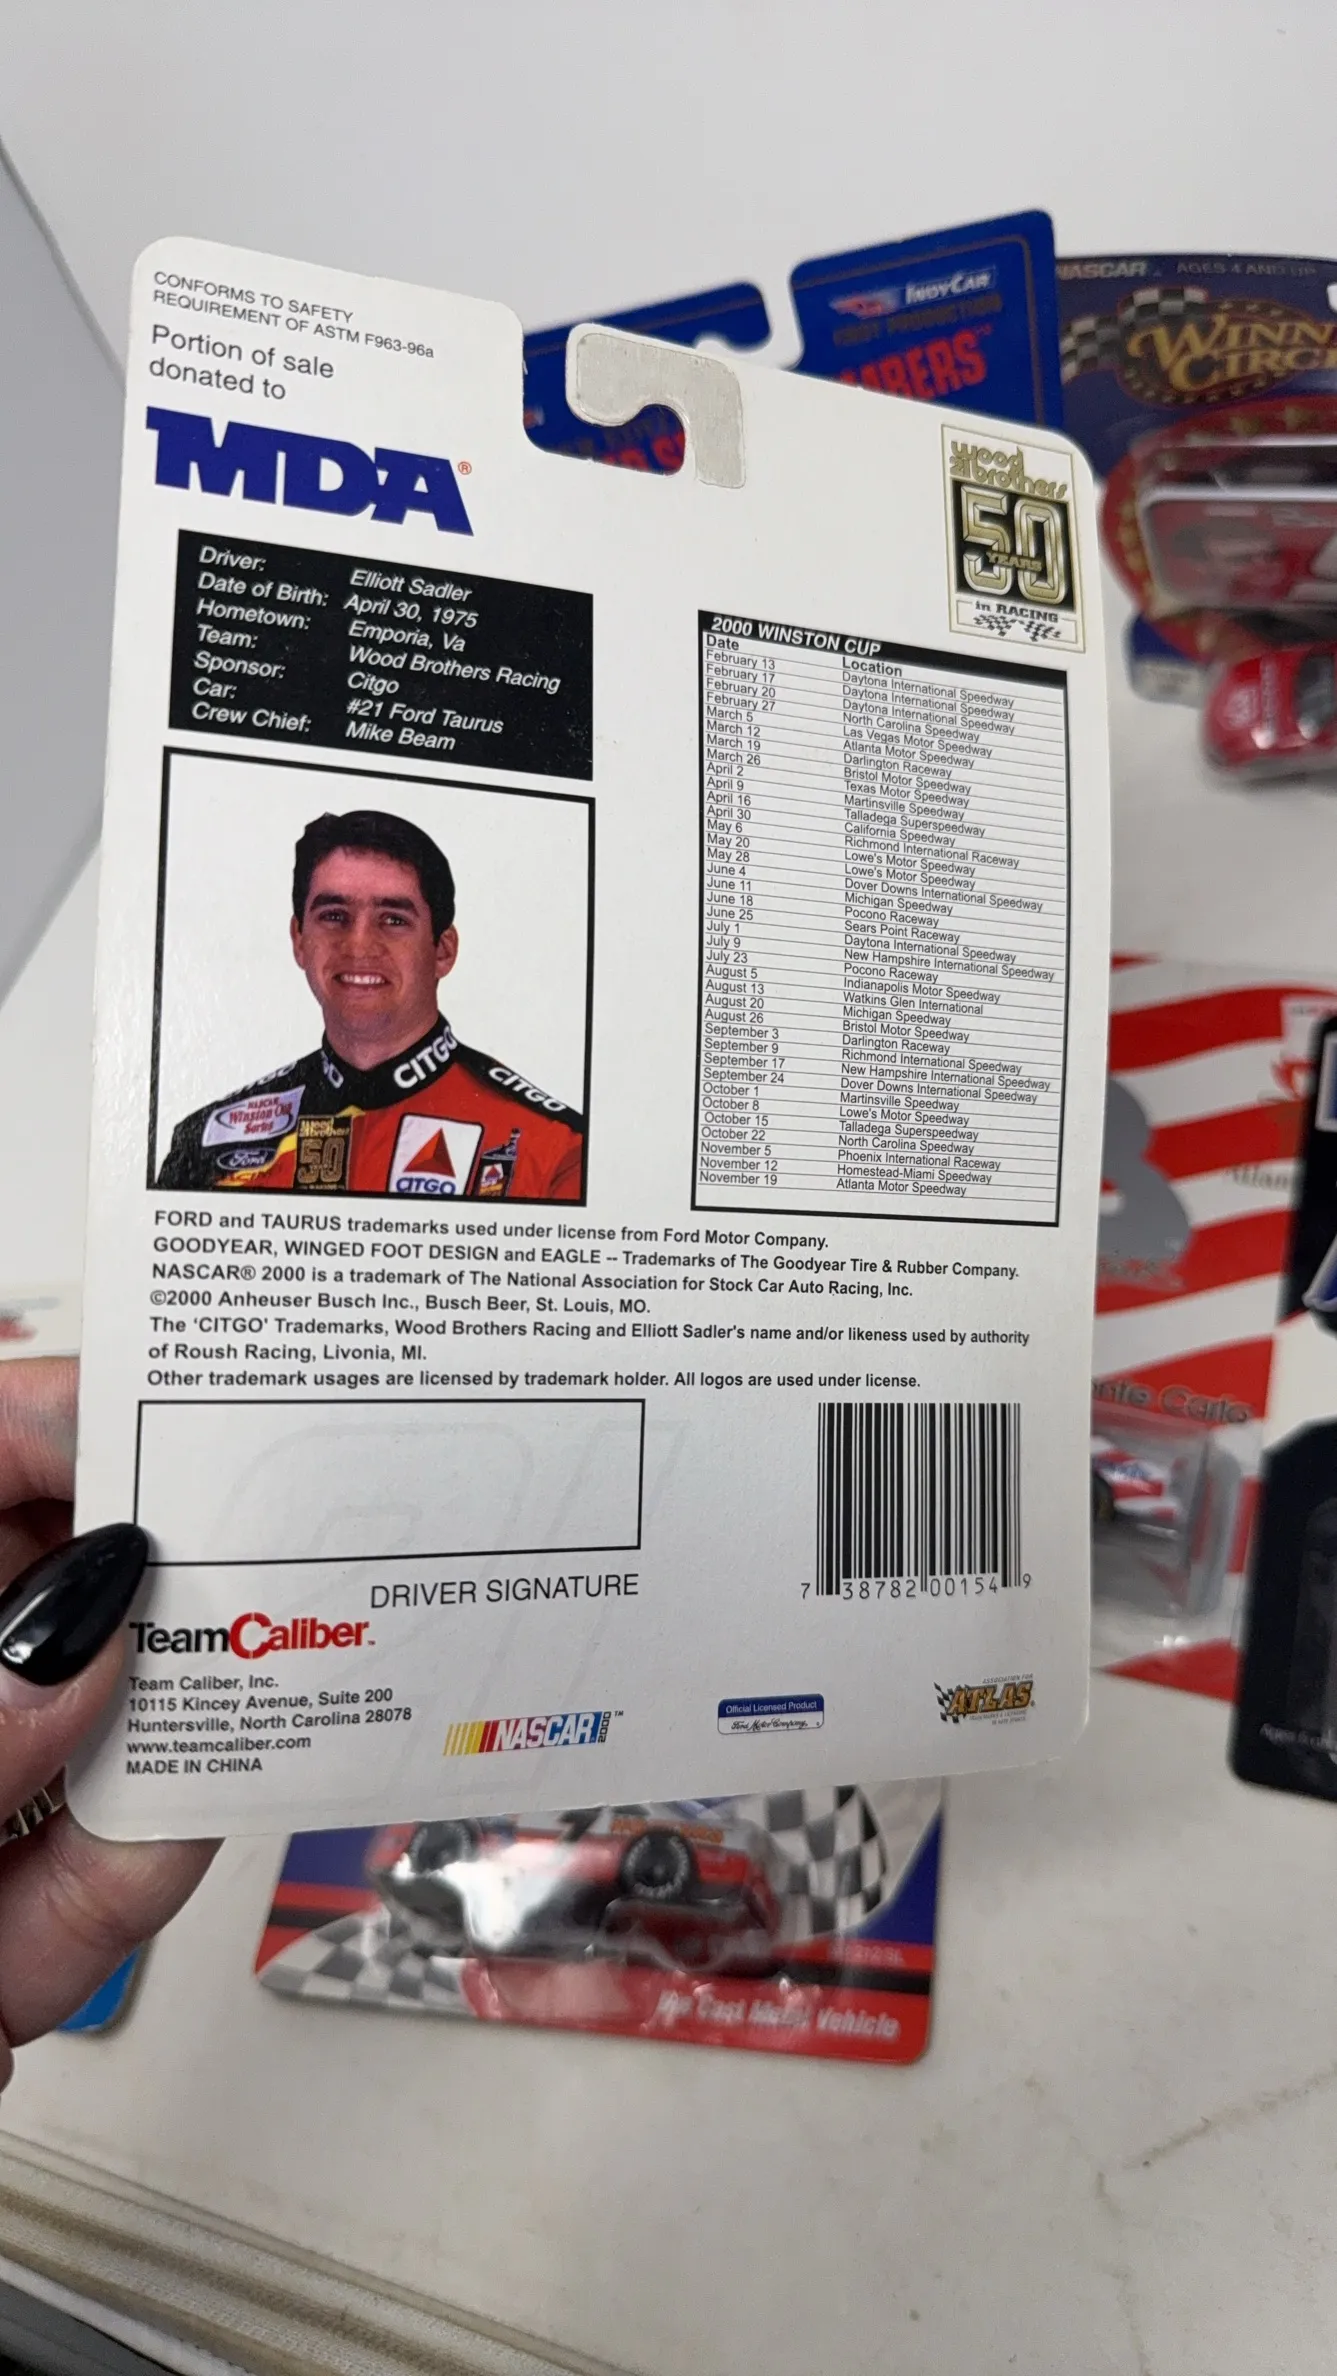 CONFORMS TO SAFETY
REQUIREMENT OF ASTM F963-96a
Portion of sale
donated to
MDA®
Driver: Elliott Sadler
Date of Birth: April 30, 1975
Hometown: Emporia, Va
Team: Wood Brothers Racing
Sponsor: Citgo
Car: #21 Ford Taurus
Crew Chief: Mike Beam
CITGO
CITGO
NASCAR
Winston Cup
Series
Ford
50
CITGO
wood
brothers
50
YEARS
in RACING
2000 WINSTON CUP
Date Location
February 13 Daytona International Speedway
February 17 Daytona International Speedway
February 20 Daytona International Speedway
February 27 North Carolina Speedway
March 5 Las Vegas Motor Speedway
March 12 Atlanta Motor Speedway
March 19 Darlington Raceway
March 26 Bristol Motor Speedway
April 2 Texas Motor Speedway
April 9 Martinsville Speedway
April 16 Talladega Superspeedway
April 30 California Speedway
May 6 Richmond International Raceway
May 20 Lowe's Motor Speedway
May 28 Lowe's Motor Speedway
June 4 Dover Downs International Speedway
June 11 Michigan Speedway
June 18 Pocono Raceway
June 25 Sears Point Raceway
July 1 Daytona International Speedway
July 9 New Hampshire International Speedway
July 23 Pocono Raceway
August 5 Indianapolis Motor Speedway
August 13 Watkins Glen International
August 20 Michigan Speedway
August 26 Bristol Motor Speedway
September 3 Darlington Raceway
September 9 Richmond International Speedway
September 17 New Hampshire International Speedway
September 24 Dover Downs International Speedway
October 1 Martinsville Speedway
October 8 Lowe's Motor Speedway
October 15 Talladega Superspeedway
October 22 North Carolina Speedway
November 5 Phoenix International Raceway
November 12 Homestead-Miami Speedway
November 19 Atlanta Motor Speedway
FORD and TAURUS trademarks used under license from Ford Motor Company.
GOODYEAR, WINGED FOOT DESIGN and EAGLE -- Trademarks of The Goodyear Tire & Rubber Company.
NASCAR® 2000 is a trademark of The National Association for Stock Car Auto Racing, Inc.
©2000 Anheuser Busch Inc., Busch Beer, St. Louis, MO.
The ‘CITGO’ Trademarks, Wood Brothers Racing and Elliott Sadler's name and/or likeness used by authority
of Roush Racing, Livonia, MI.
Other trademark usages are licensed by trademark holder. All logos are used under license.
DRIVER SIGNATURE
7 38782 00154 9
TeamCaliber™
Team Caliber, Inc.
10115 Kincey Avenue, Suite 200
Huntersville, North Carolina 28078
www.teamcaliber.com
MADE IN CHINA
NASCAR 2000™
Official Licensed Product
Ford Motor Company
ASSOCIATION FOR
ATLAS
INDYCAR
NASCAR AGES 4 AND UP
Die Cast Metal Vehicle